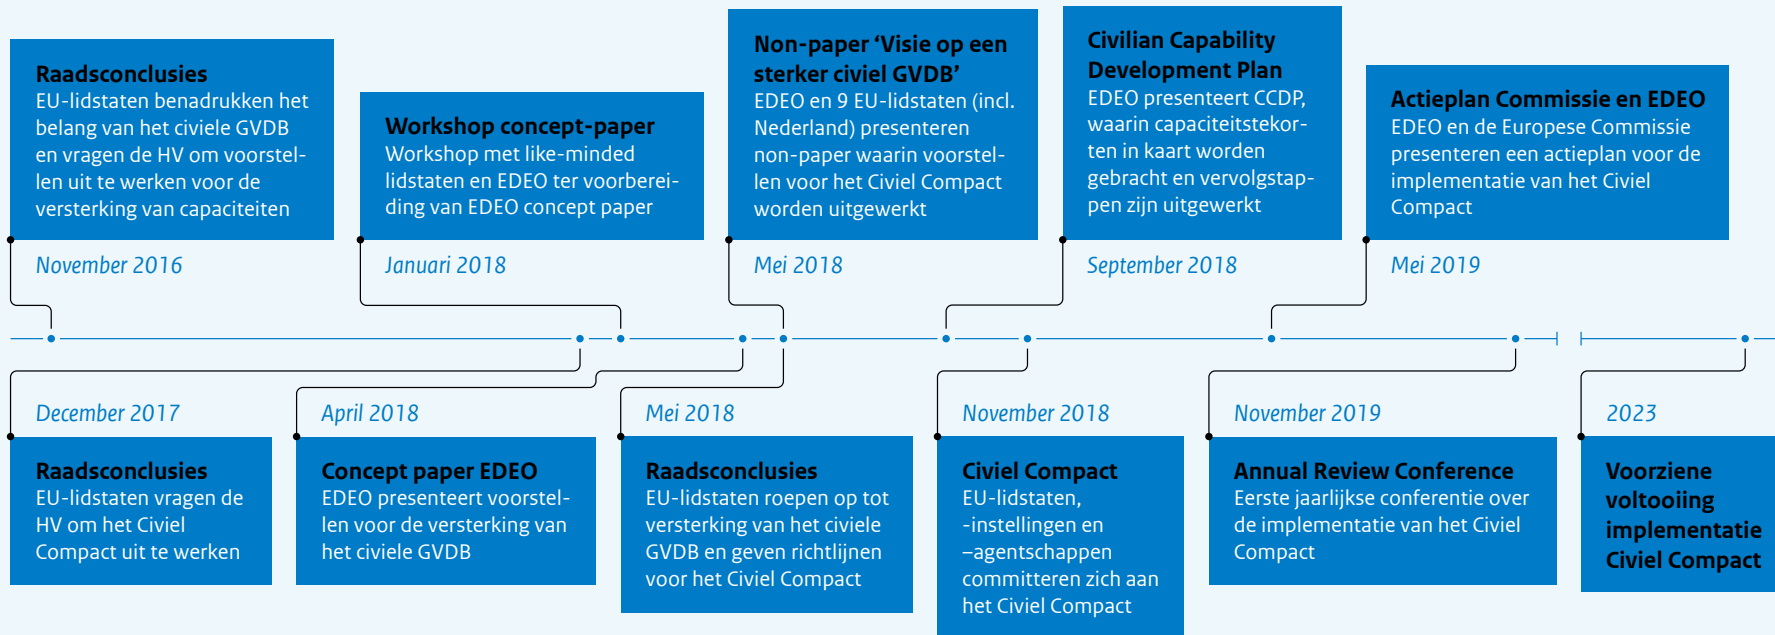 Raadsconclusies
EU-lidstaten benadrukken het
belang van het civiele GVDB
en vragen de HV om voorstel-
len uit te werken voor de
versterking van capaciteiten
November 2016
Workshop concept-paper
Workshop met like-minded
lidstaten en EDEO ter voorberei-
ding van EDEO concept paper
Januari 2018
Non-paper ‘Visie op een
sterker civiel GVDB’
EDEO en 9 EU-lidstaten (incl.
Nederland) presenteren
non-paper waarin voorstel-
len voor het Civiel Compact
worden uitgewerkt
Mei 2018
Civilian Capability
Development Plan
EDEO presenteert CCDP,
waarin capaciteitstekor-
ten in kaart worden
gebracht en vervolgstap-
pen zijn uitgewerkt
September 2018
Actieplan Commissie en EDEO
EDEO en de Europese Commissie
presenteren een actieplan voor de
implementatie van het Civiel
Compact
Mei 2019
December 2017
Raadsconclusies
EU-lidstaten vragen de
HV om het Civiel
Compact uit te werken
April 2018
Concept paper EDEO
EDEO presenteert voorstel-
len voor de versterking van
het civiele GVDB
Mei 2018
Raadsconclusies
EU-lidstaten roepen op tot
versterking van het civiele
GVDB en geven richtlijnen
voor het Civiel Compact
November 2018
Civiel Compact
EU-lidstaten,
-instellingen en
–agentschappen
committeren zich aan
het Civiel Compact
November 2019
Annual Review Conference
Eerste jaarlijkse conferentie over
de implementatie van het Civiel
Compact
2023
Voorziene
voltooiing
implementatie
Civiel Compact